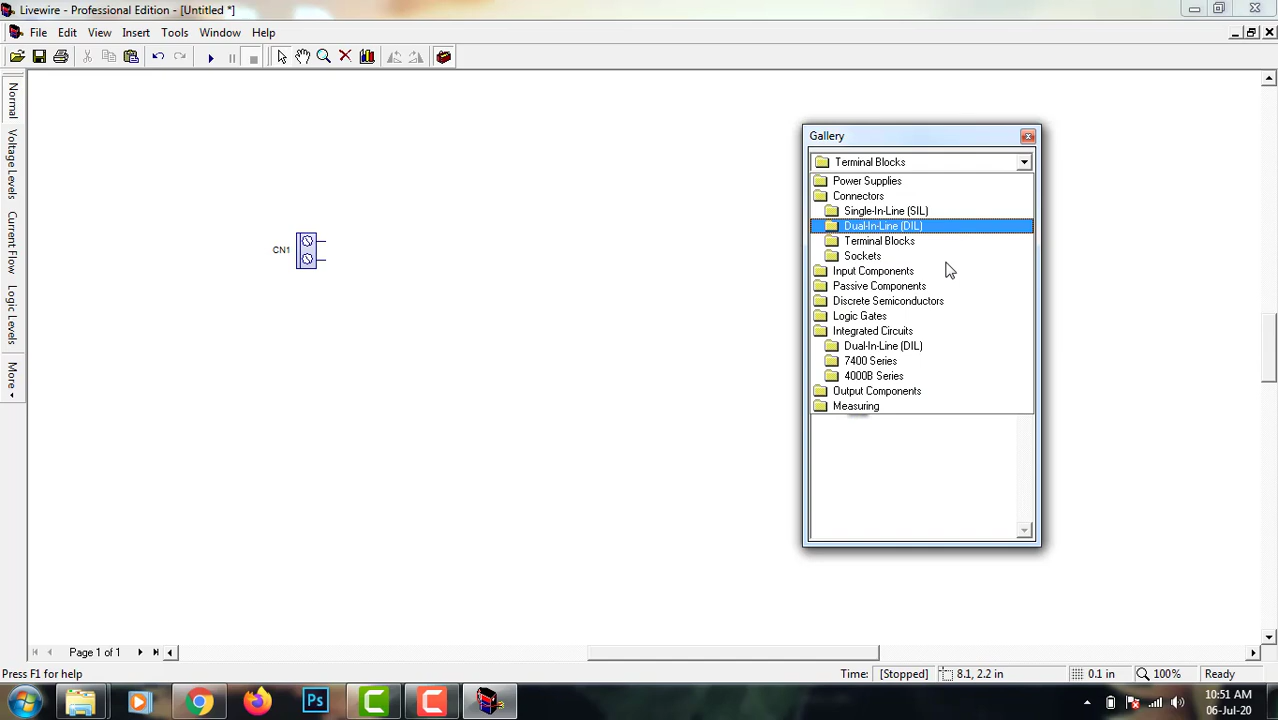 Livewire - Professional Edition - [Untitled *]
File Edit View Insert Tools Window Help
Normal
Voltage Levels
Current Flow
Logic Levels
More
CN1
Gallery
Terminal Blocks
Power Supplies
Connectors
Single-In-Line (SIL)
Dual-In-Line (DIL)
Terminal Blocks
Sockets
Input Components
Passive Components
Discrete Semiconductors
Logic Gates
Integrated Circuits
Dual-In-Line (DIL)
7400 Series
4000B Series
Output Components
Measuring
Page 1 of 1
Press F1 for help
Time: [Stopped] 8.1, 2.2 in 0.1 in 100% Ready
Ps
10:51 AM
06-Jul-20